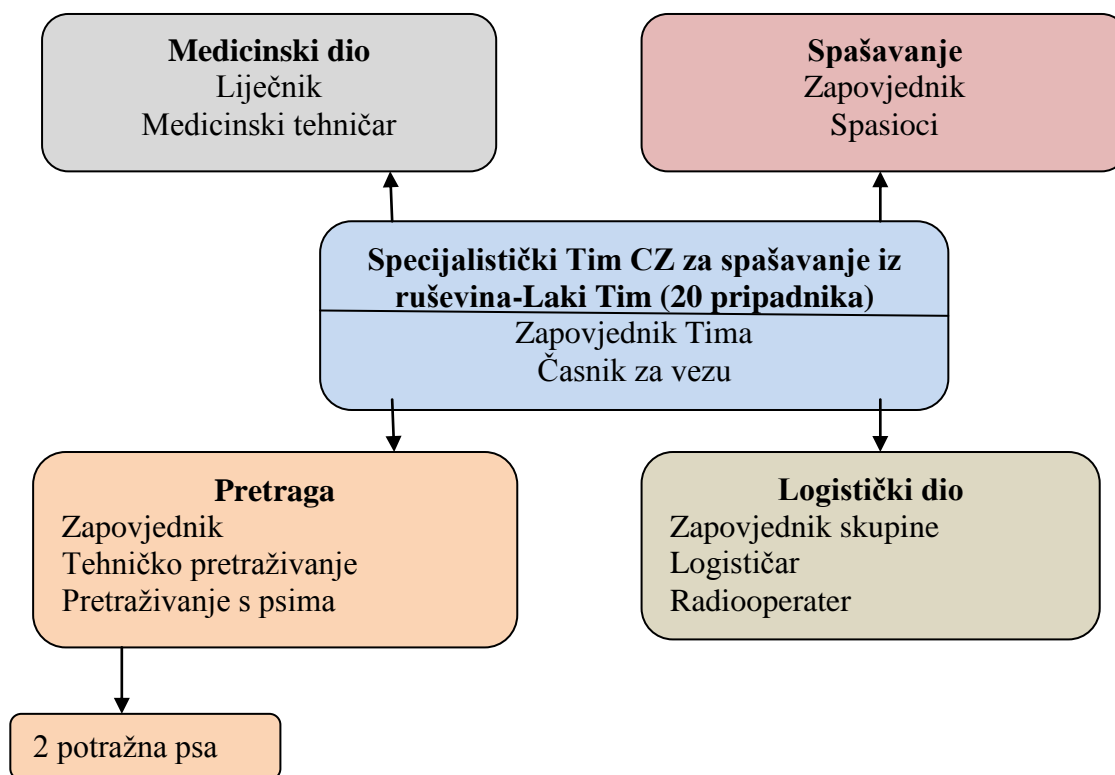 Medicinski dio
Liječnik
Medicinski tehničar
Spašavanje
Zapovjednik
Spasioci
Specijalistički Tim CZ za spašavanje iz
ruševina-Laki Tim (20 pripadnika)
Zapovjednik Tima
Časnik za vezu
Pretraga
Zapovjednik
Tehničko pretraživanje
Pretraživanje s psima
Logistički dio
Zapovjednik skupine
Logističar
Radiooperater
2 potražna psa